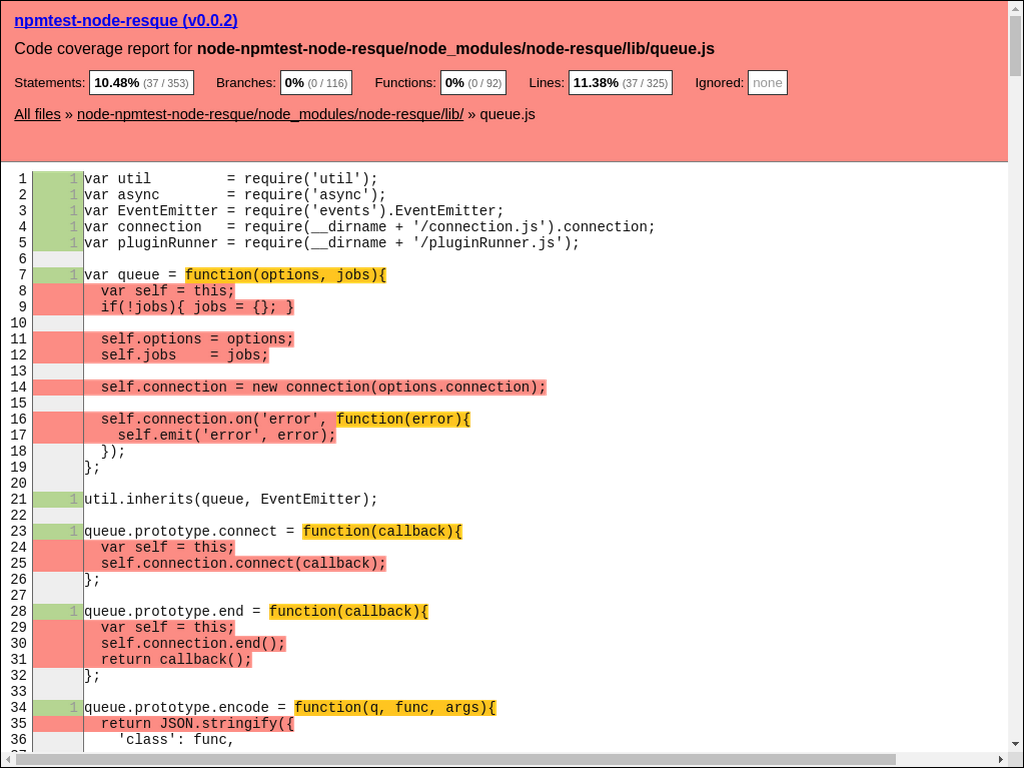 npmtest-node-resque (v0.0.2)
Code coverage report for node-npmtest-node-resque/node_modules/node-resque/lib/queue.js
Statements: 10.48% (37 / 353) Branches: 0% (0 / 116) Functions: 0% (0 / 92) Lines: 11.38% (37 / 325) Ignored: none
All files » node-npmtest-node-resque/node_modules/node-resque/lib/ » queue.js
1 1 var util         = require('util');
2 1 var async        = require('async');
3 1 var EventEmitter = require('events').EventEmitter;
4 1 var connection   = require(__dirname + '/connection.js').connection;
5 1 var pluginRunner = require(__dirname + '/pluginRunner.js');
6
7 1 var queue = function(options, jobs){
8   var self = this;
9   if(!jobs){ jobs = {}; }
10
11   self.options = options;
12   self.jobs    = jobs;
13
14   self.connection = new connection(options.connection);
15
16   self.connection.on('error', function(error){
17     self.emit('error', error);
18   });
19 };
20
21 1 util.inherits(queue, EventEmitter);
22
23 1 queue.prototype.connect = function(callback){
24   var self = this;
25   self.connection.connect(callback);
26 };
27
28 1 queue.prototype.end = function(callback){
29   var self = this;
30   self.connection.end();
31   return callback();
32 };
33
34 1 queue.prototype.encode = function(q, func, args){
35   return JSON.stringify({
36     'class': func,